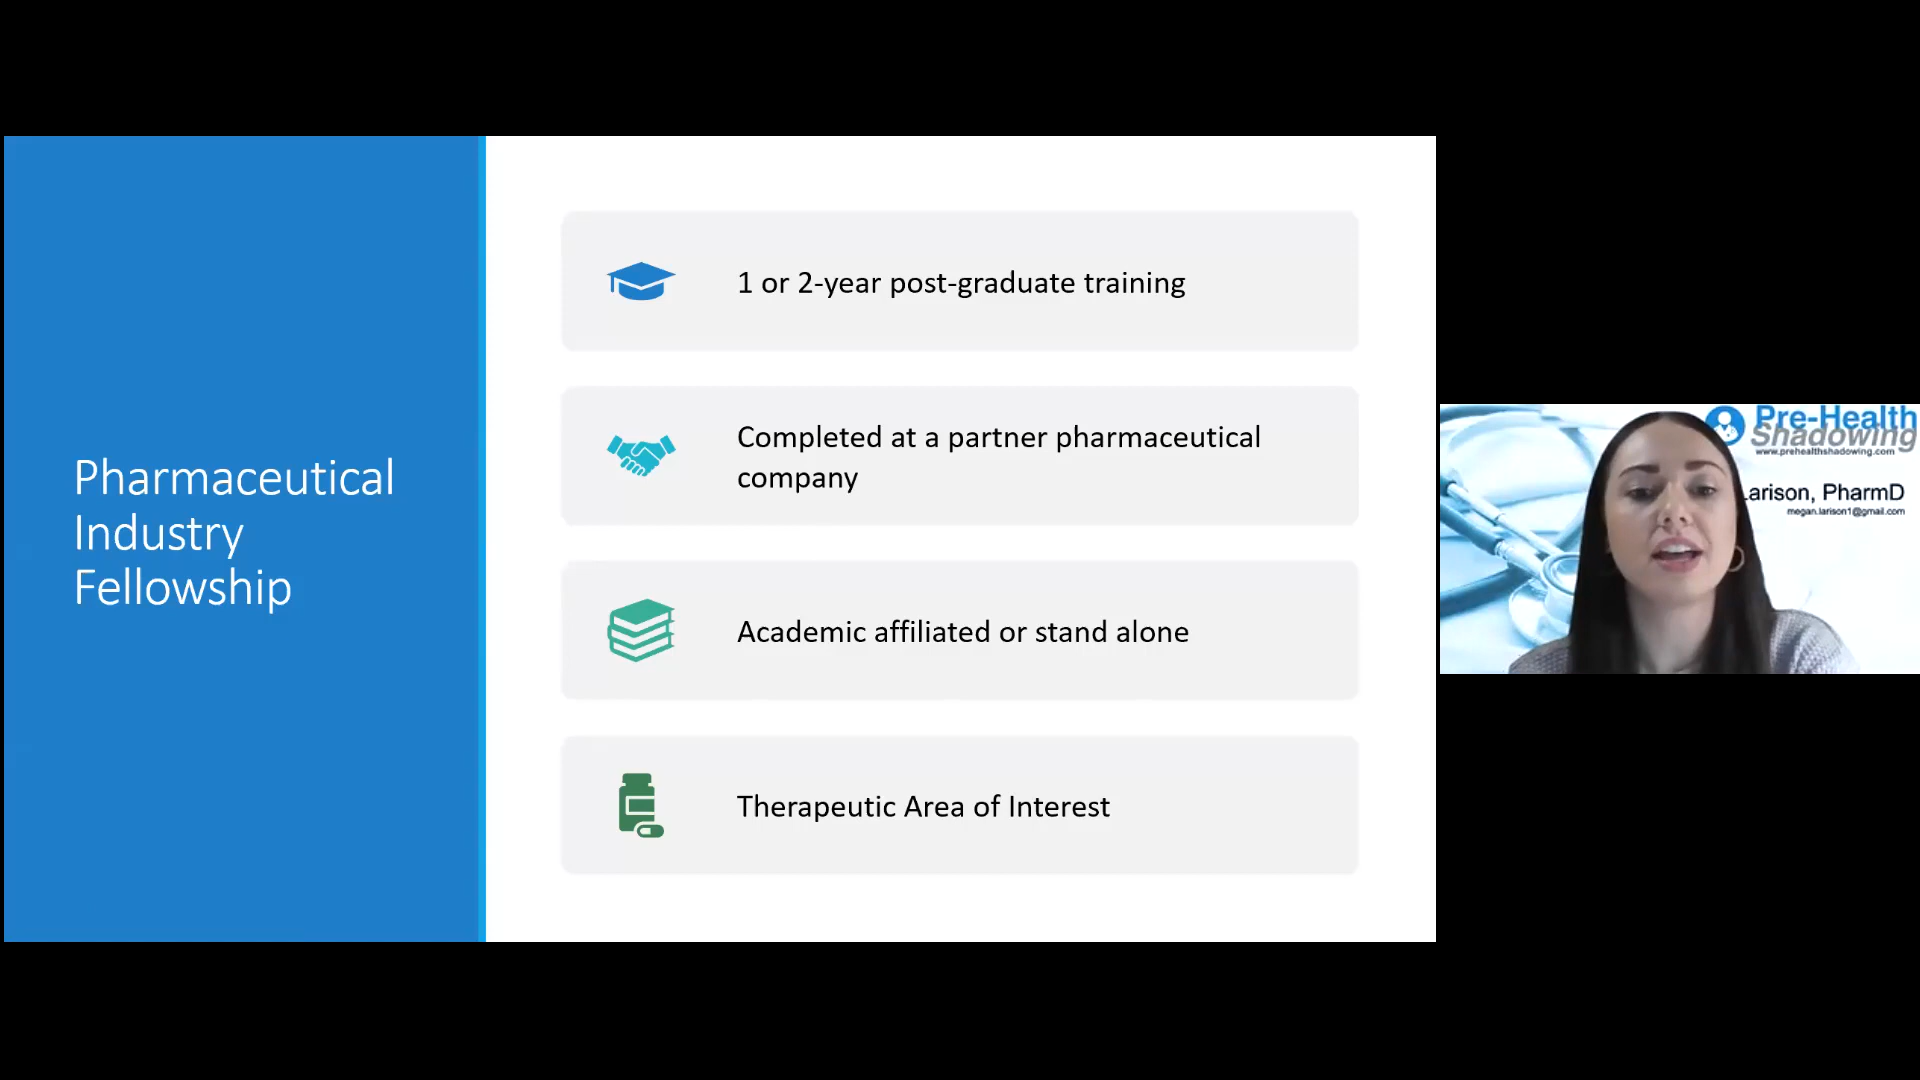 Pharmaceutical
Industry
Fellowship
1 or 2-year post-graduate training
Completed at a partner pharmaceutical
company
Academic affiliated or stand alone
Therapeutic Area of Interest
Pre-Health
Shadowing
www.prehealthshadowing.com
Larison, PharmD
megan.larison1@gmail.com